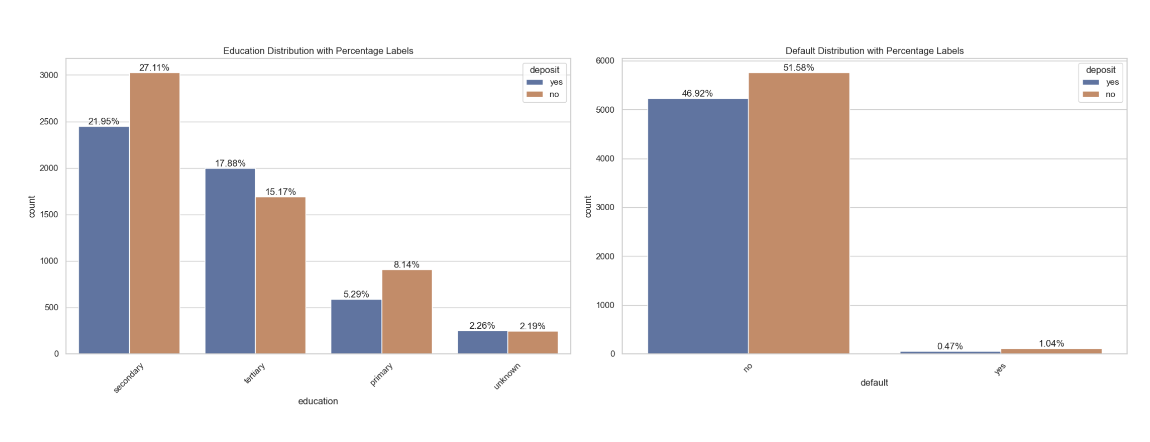 Education Distribution with Percentage Labels
3000
2500
2000
1500
1000
500
0
count
27.11%
21.95%
17.88%
15.17%
5.29%
8.14%
2.26%
2.19%
deposit
yes
no
secondary
tertiary
primary
unknown
education
Default Distribution with Percentage Labels
6000
5000
4000
3000
2000
1000
0
count
46.92%
51.58%
0.47%
1.04%
deposit
yes
no
no
yes
default